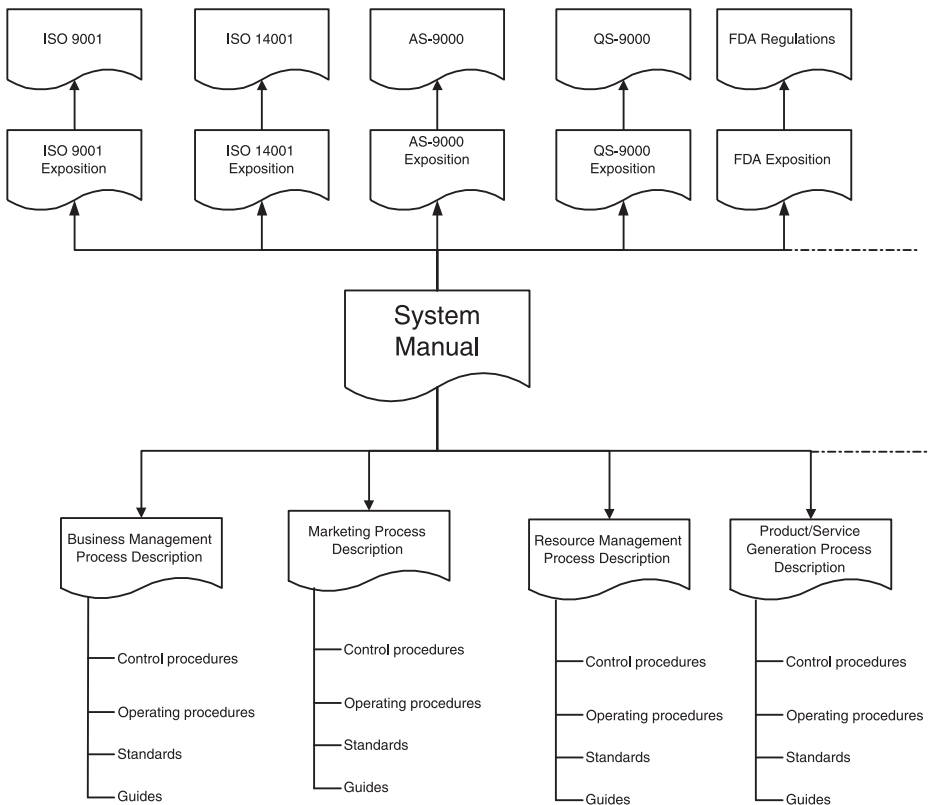 ISO 9001
ISO 14001
AS-9000
QS-9000
FDA Regulations
ISO 9001
Exposition
ISO 14001
Exposition
AS-9000
Exposition
QS-9000
Exposition
FDA Exposition
System
Manual
Business Management
Process Description
Marketing Process
Description
Resource Management
Process Description
Product/Service
Generation Process
Description
Control procedures
Operating procedures
Standards
Guides
Control procedures
Operating procedures
Standards
Guides
Control procedures
Operating procedures
Standards
Guides
Control procedures
Operating procedures
Standards
Guides